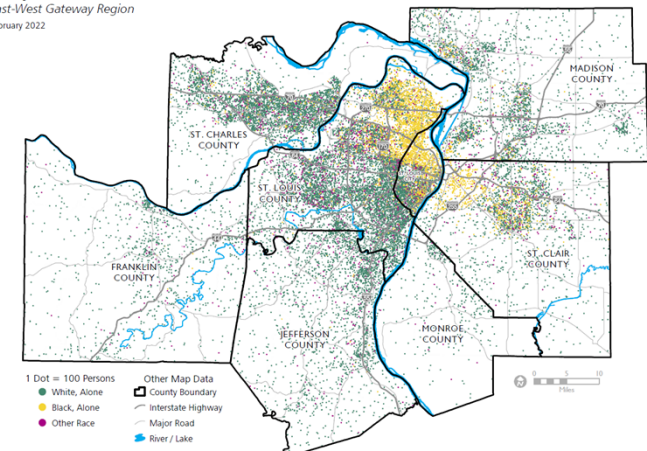 East-West Gateway Region
February 2022
MADISON
COUNTY
ST. CHARLES
COUNTY
ST. LOUIS
COUNTY
ST. CLAIR
COUNTY
FRANKLIN
COUNTY
JEFFERSON
COUNTY
MONROE
COUNTY
1 Dot = 100 Persons
White, Alone
Black, Alone
Other Race
Other Map Data
County Boundary
Interstate Highway
Major Road
River / Lake
0 5 10
Miles